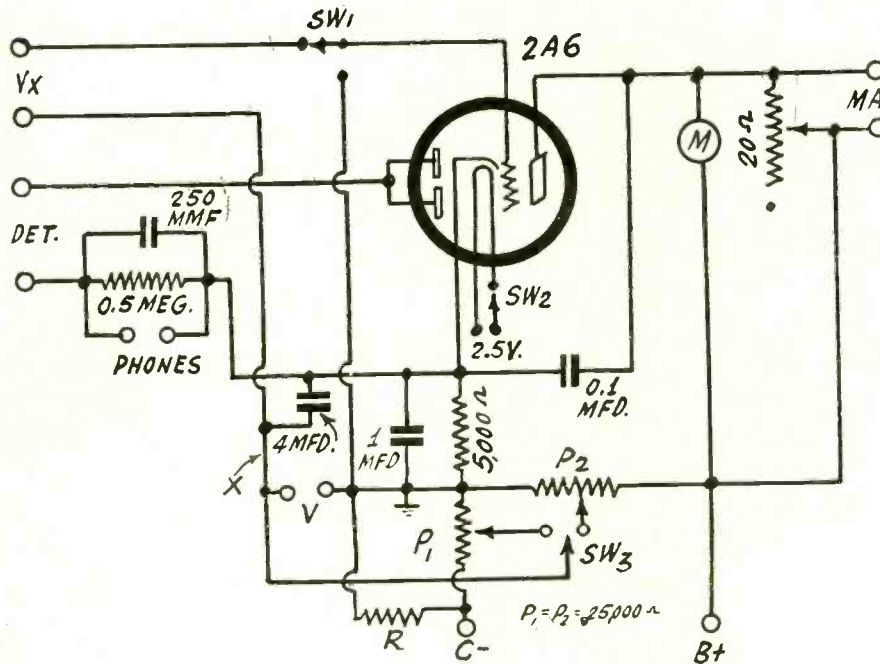 SW1
2A6
VX
MA
M
20Ω
250
MMF
DET.
0.5 MEG.
PHONES
SW2
2.5V.
0.1
MFD.
4 MFD.
1
MFD
5,000Ω
X
V
P2
P1
SW3
P1=P2=25,000Ω
R
C-
B+